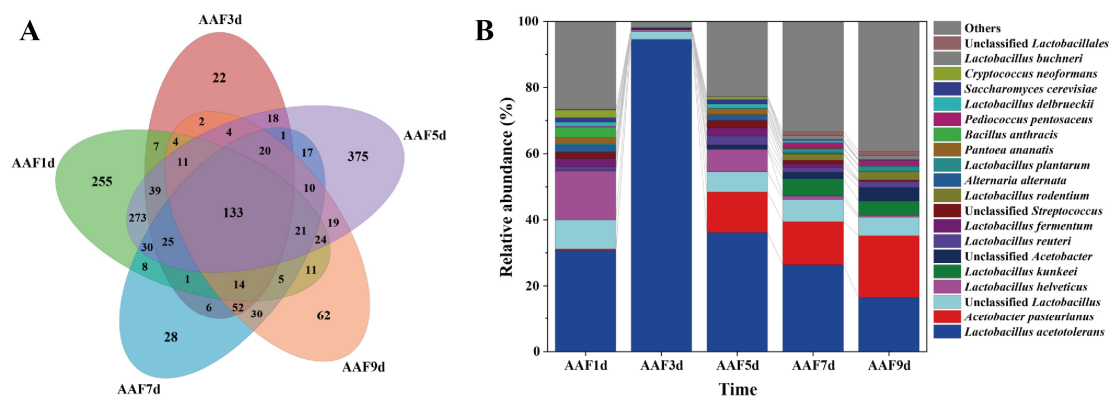 A
AAF3d
AAF1d
AAF5d
AAF7d
AAF9d
22
2
18
7
4
4
1
11
20
17
375
255
39
10
273
133
19
21
24
30
25
8
11
1
14
5
6
52
30
28
62
B
Relative abundance (%)
100
80
60
40
20
0
AAF1d AAF3d AAF5d AAF7d AAF9d
Time
Others
Unclassified Lactobacillales
Lactobacillus buchneri
Cryptococcus neoformans
Saccharomyces cerevisiae
Lactobacillus delbrueckii
Pediococcus pentosaceus
Bacillus anthracis
Pantoea ananatis
Lactobacillus plantarum
Alternaria alternata
Lactobacillus rodentium
Unclassified Streptococcus
Lactobacillus fermentum
Lactobacillus reuteri
Unclassified Acetobacter
Lactobacillus kunkeei
Lactobacillus helveticus
Unclassified Lactobacillus
Acetobacter pasteurianus
Lactobacillus acetotolerans